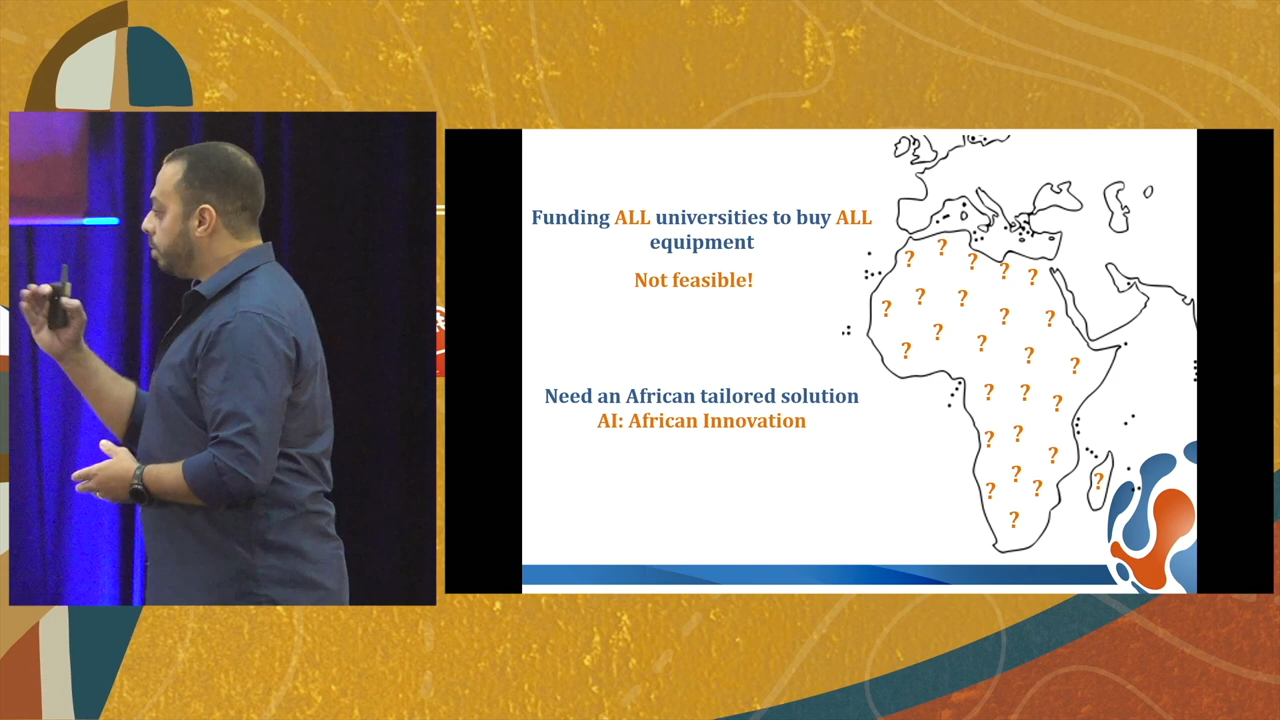 Funding ALL universities to buy ALL
equipment
Not feasible!
Need an African tailored solution
AI: African Innovation
? ? ? ? ?
? ? ? ? ?
? ? ? ? ?
? ? ?
? ? ?
? ? ? ?
?